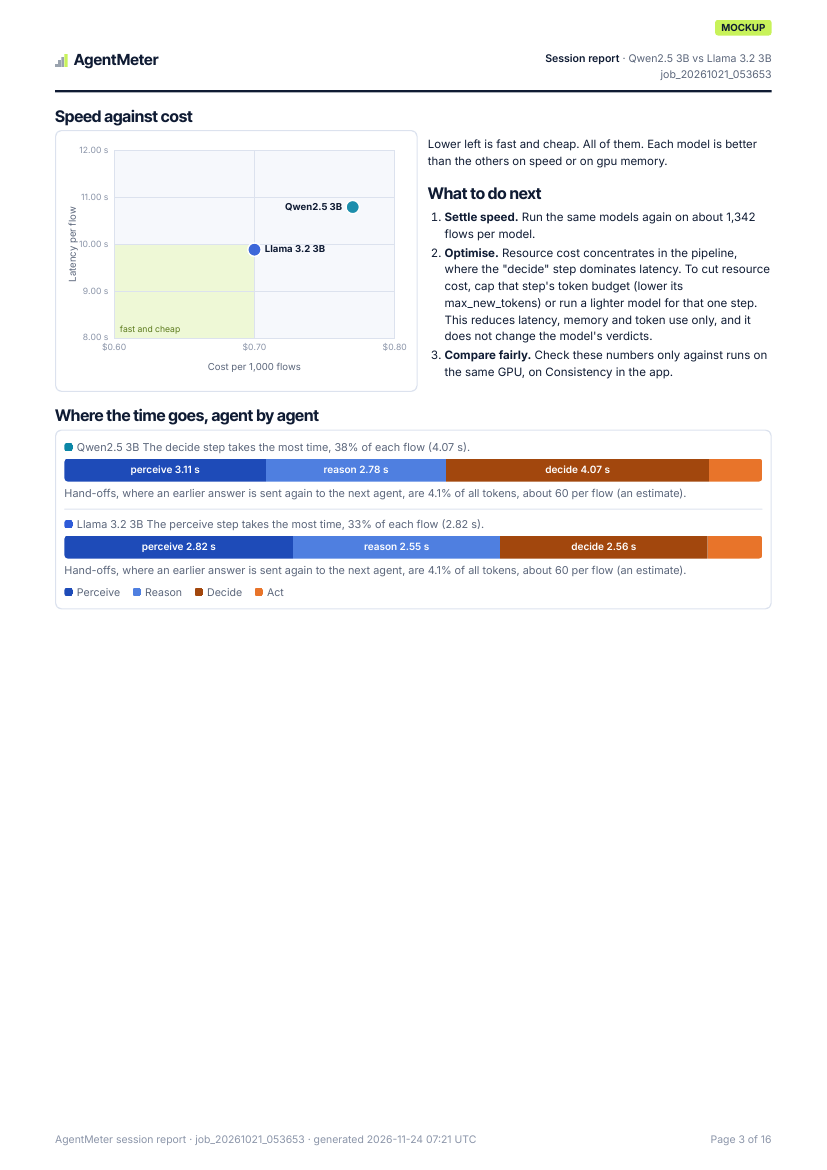 MOCKUP
AgentMeter
Session report · Qwen2.5 3B vs Llama 3.2 3B
job_20261021_053653
Speed against cost
12.00 s
11.00 s
10.00 s
9.00 s
8.00 s
Latency per flow
Qwen2.5 3B
Llama 3.2 3B
fast and cheap
$0.60
$0.70
$0.80
Cost per 1,000 flows
Lower left is fast and cheap. All of them. Each model is better
than the others on speed or on gpu memory.
What to do next
1. Settle speed. Run the same models again on about 1,342
flows per model.
2. Optimise. Resource cost concentrates in the pipeline,
where the "decide" step dominates latency. To cut resource
cost, cap that step's token budget (lower its
max_new_tokens) or run a lighter model for that one step.
This reduces latency, memory and token use only, and it
does not change the model's verdicts.
3. Compare fairly. Check these numbers only against runs on
the same GPU, on Consistency in the app.
Where the time goes, agent by agent
Qwen2.5 3B The decide step takes the most time, 38% of each flow (4.07 s).
perceive 3.11 s
reason 2.78 s
decide 4.07 s
Hand-offs, where an earlier answer is sent again to the next agent, are 4.1% of all tokens, about 60 per flow (an estimate).
Llama 3.2 3B The perceive step takes the most time, 33% of each flow (2.82 s).
perceive 2.82 s
reason 2.55 s
decide 2.56 s
Hand-offs, where an earlier answer is sent again to the next agent, are 4.1% of all tokens, about 60 per flow (an estimate).
Perceive
Reason
Decide
Act
AgentMeter session report · job_20261021_053653 · generated 2026-11-24 07:21 UTC
Page 3 of 16